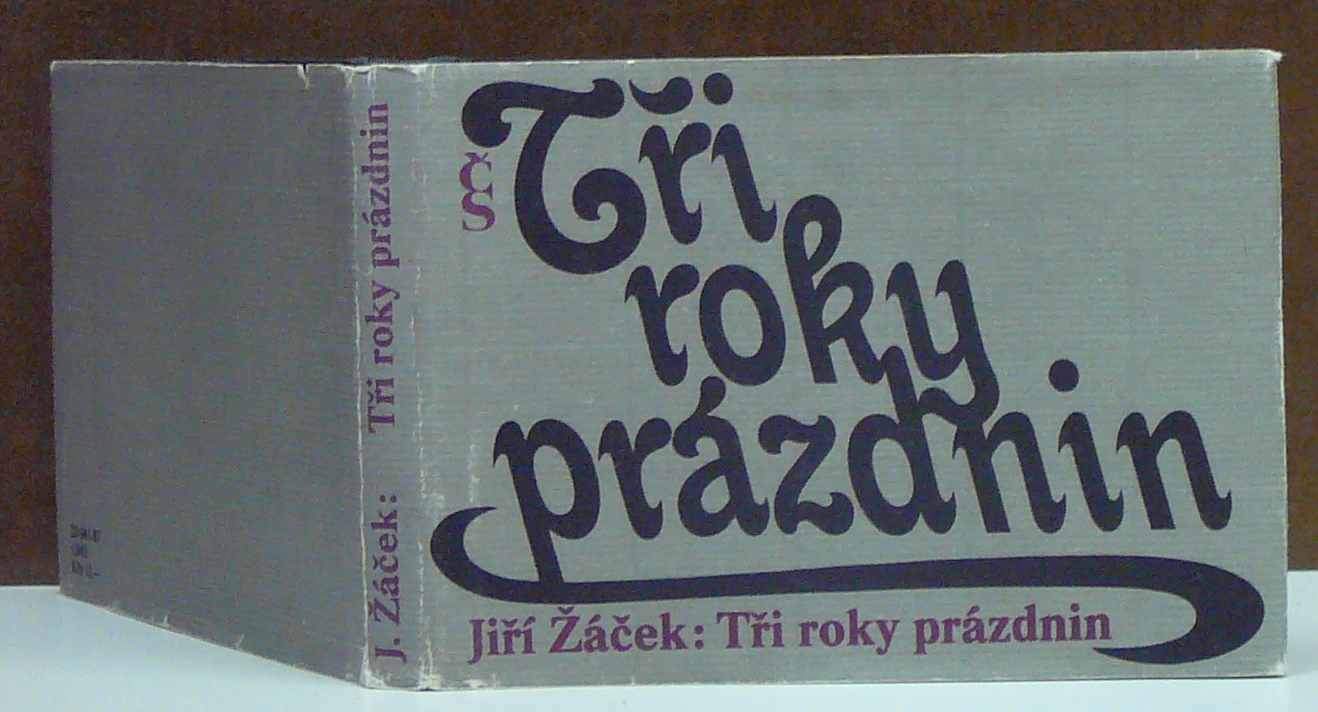 Tři
roky
prázdnin
Jiří Žáček: Tři roky prázdnin
J. Žáček: Tři roky prázdnin
ČS